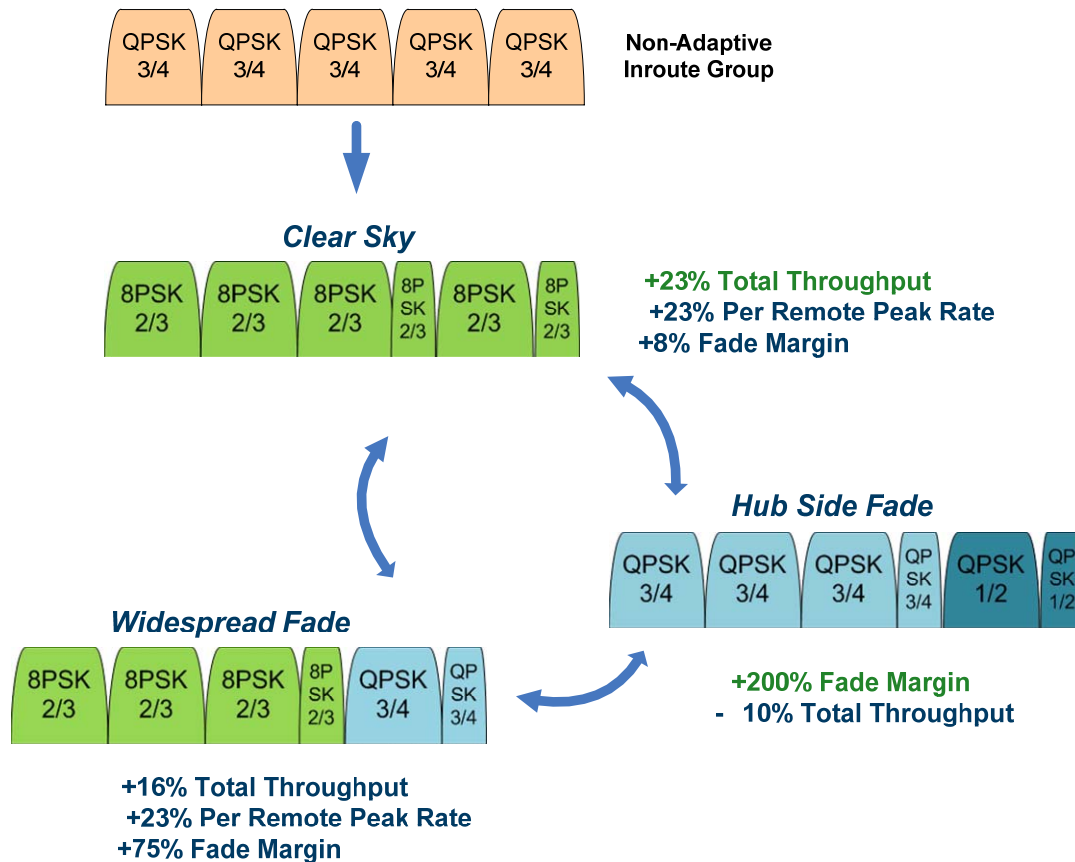 QPSK QPSK QPSK QPSK QPSK
3/4 3/4 3/4 3/4 3/4
Non-Adaptive
Inroute Group
Clear Sky
8PSK 8PSK 8PSK 8P 8PSK 8P
2/3 2/3 2/3 SK 2/3 SK
2/3 2/3
+23% Total Throughput
+23% Per Remote Peak Rate
+8% Fade Margin
Hub Side Fade
QPSK QPSK QPSK QP QPSK QP
3/4 3/4 3/4 SK 1/2 SK
3/4 1/2
+200% Fade Margin
- 10% Total Throughput
Widespread Fade
8PSK 8PSK 8PSK 8P QPSK QP
2/3 2/3 2/3 SK 3/4 SK
2/3 3/4
+16% Total Throughput
+23% Per Remote Peak Rate
+75% Fade Margin